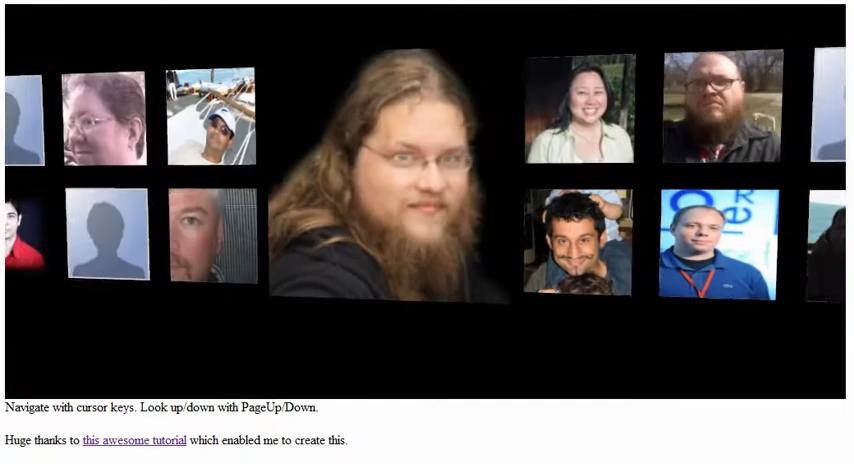 Navigate with cursor keys. Look up/down with PageUp/Down.
Huge thanks to this awesome tutorial which enabled me to create this.